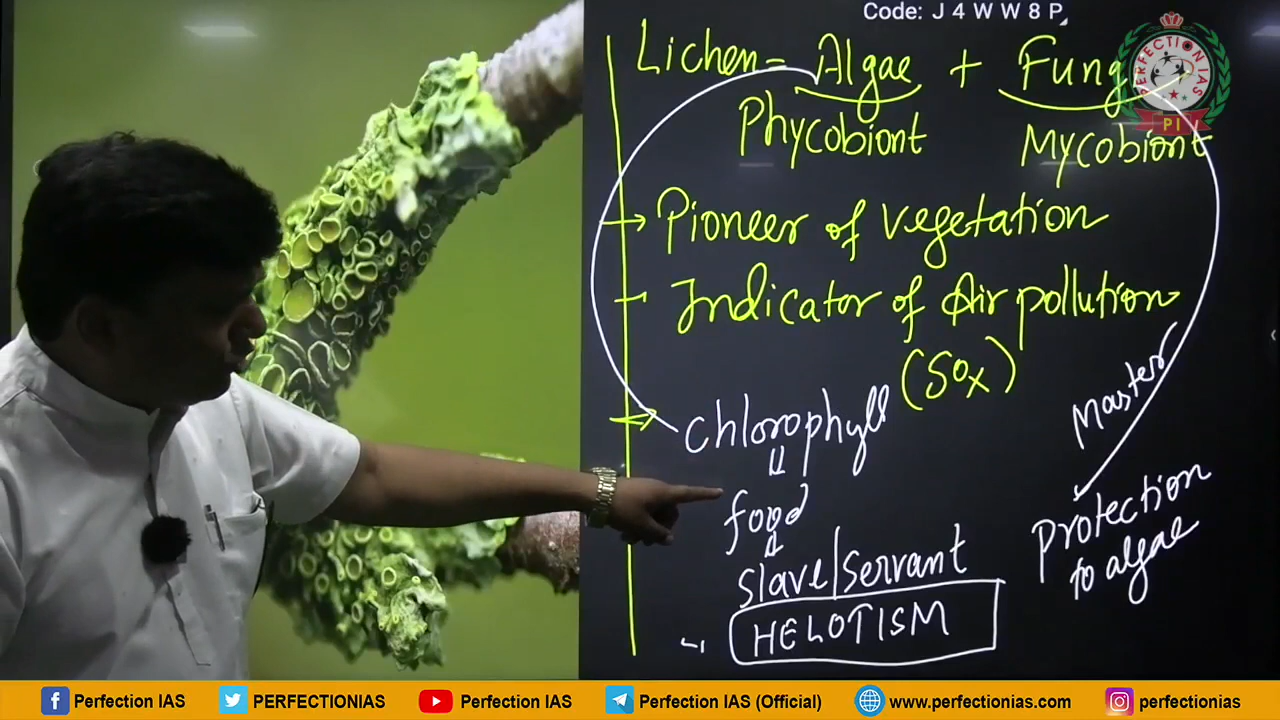 Code: J 4 W W 8 P
Lichen = Algae + Fungi
Phycobiont Mycobiont
PERFECTION IAS
PI
→ Pioneer of vegetation
- Indicator of Air pollution
(SOx)
Master
→ chlorophyll
food
Protection
to algae
slave/servant
HELOTISM
Perfection IAS PERFECTIONIAS Perfection IAS Perfection IAS (Official) www.perfectionias.com perfectionias